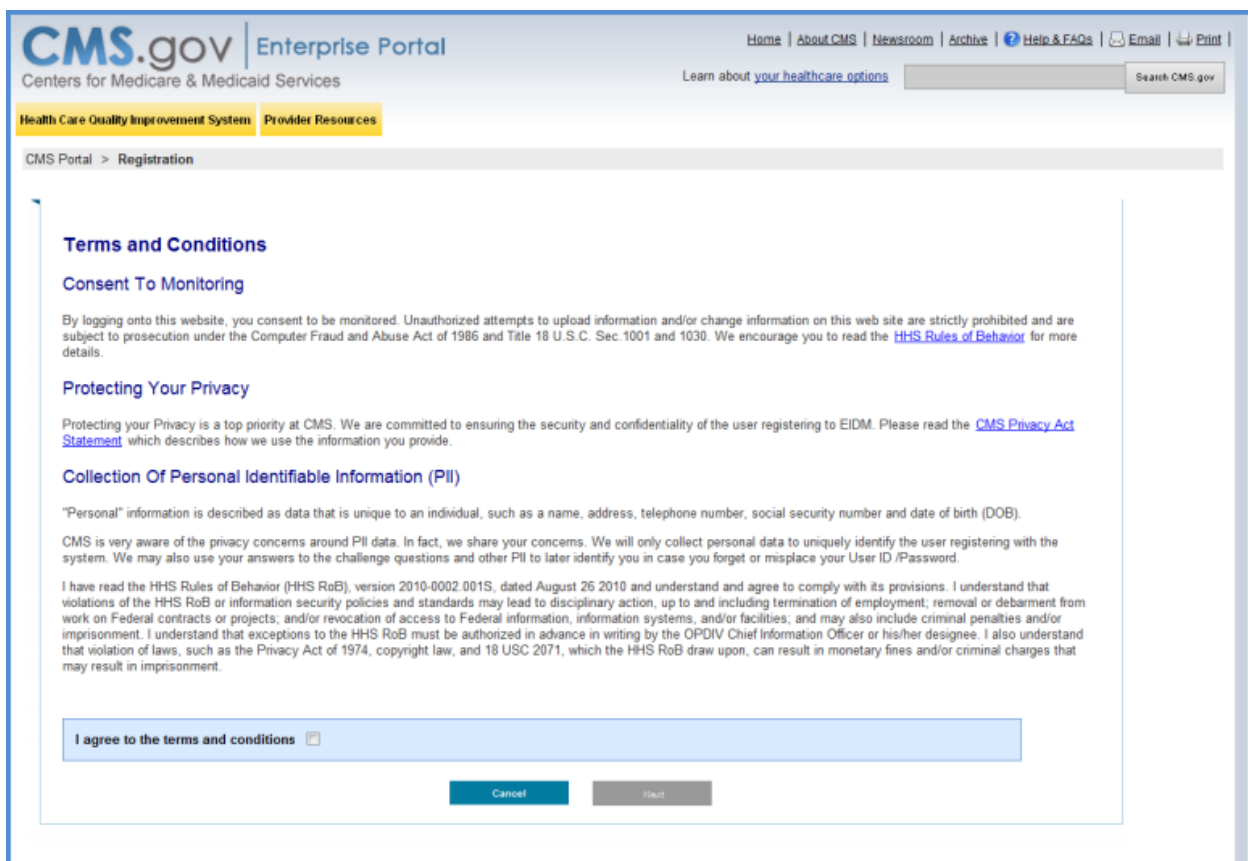 CMS.gov Enterprise Portal
Home | About CMS | Newsroom | Archive | Help & FAQs | Email | Print |
Centers for Medicare & Medicaid Services
Learn about your healthcare options
Search CMS.gov
Health Care Quality Improvement System Provider Resources
CMS Portal > Registration
Terms and Conditions
Consent To Monitoring
By logging onto this website, you consent to be monitored. Unauthorized attempts to upload information and/or change information on this web site are strictly prohibited and are
subject to prosecution under the Computer Fraud and Abuse Act of 1986 and Title 18 U.S.C. Sec.1001 and 1030. We encourage you to read the HHS Rules of Behavior for more
details.
Protecting Your Privacy
Protecting your Privacy is a top priority at CMS. We are committed to ensuring the security and confidentiality of the user registering to EIDM. Please read the CMS Privacy Act
Statement which describes how we use the information you provide.
Collection Of Personal Identifiable Information (PII)
"Personal" information is described as data that is unique to an individual, such as a name, address, telephone number, social security number and date of birth (DOB).
CMS is very aware of the privacy concerns around PII data. In fact, we share your concerns. We will only collect personal data to uniquely identify the user registering with the
system. We may also use your answers to the challenge questions and other PII to later identify you in case you forget or misplace your User ID /Password.
I have read the HHS Rules of Behavior (HHS RoB), version 2010-0002.001S, dated August 26 2010 and understand and agree to comply with its provisions. I understand that
violations of the HHS RoB or information security policies and standards may lead to disciplinary action, up to and including termination of employment; removal or debarment from
work on Federal contracts or projects; and/or revocation of access to Federal information, information systems, and/or facilities; and may also include criminal penalties and/or
imprisonment. I understand that exceptions to the HHS RoB must be authorized in advance in writing by the OPDIV Chief Information Officer or his/her designee. I also understand
that violation of laws, such as the Privacy Act of 1974, copyright law, and 18 USC 2071, which the HHS RoB draw upon, can result in monetary fines and/or criminal charges that
may result in imprisonment.
I agree to the terms and conditions
Cancel Next